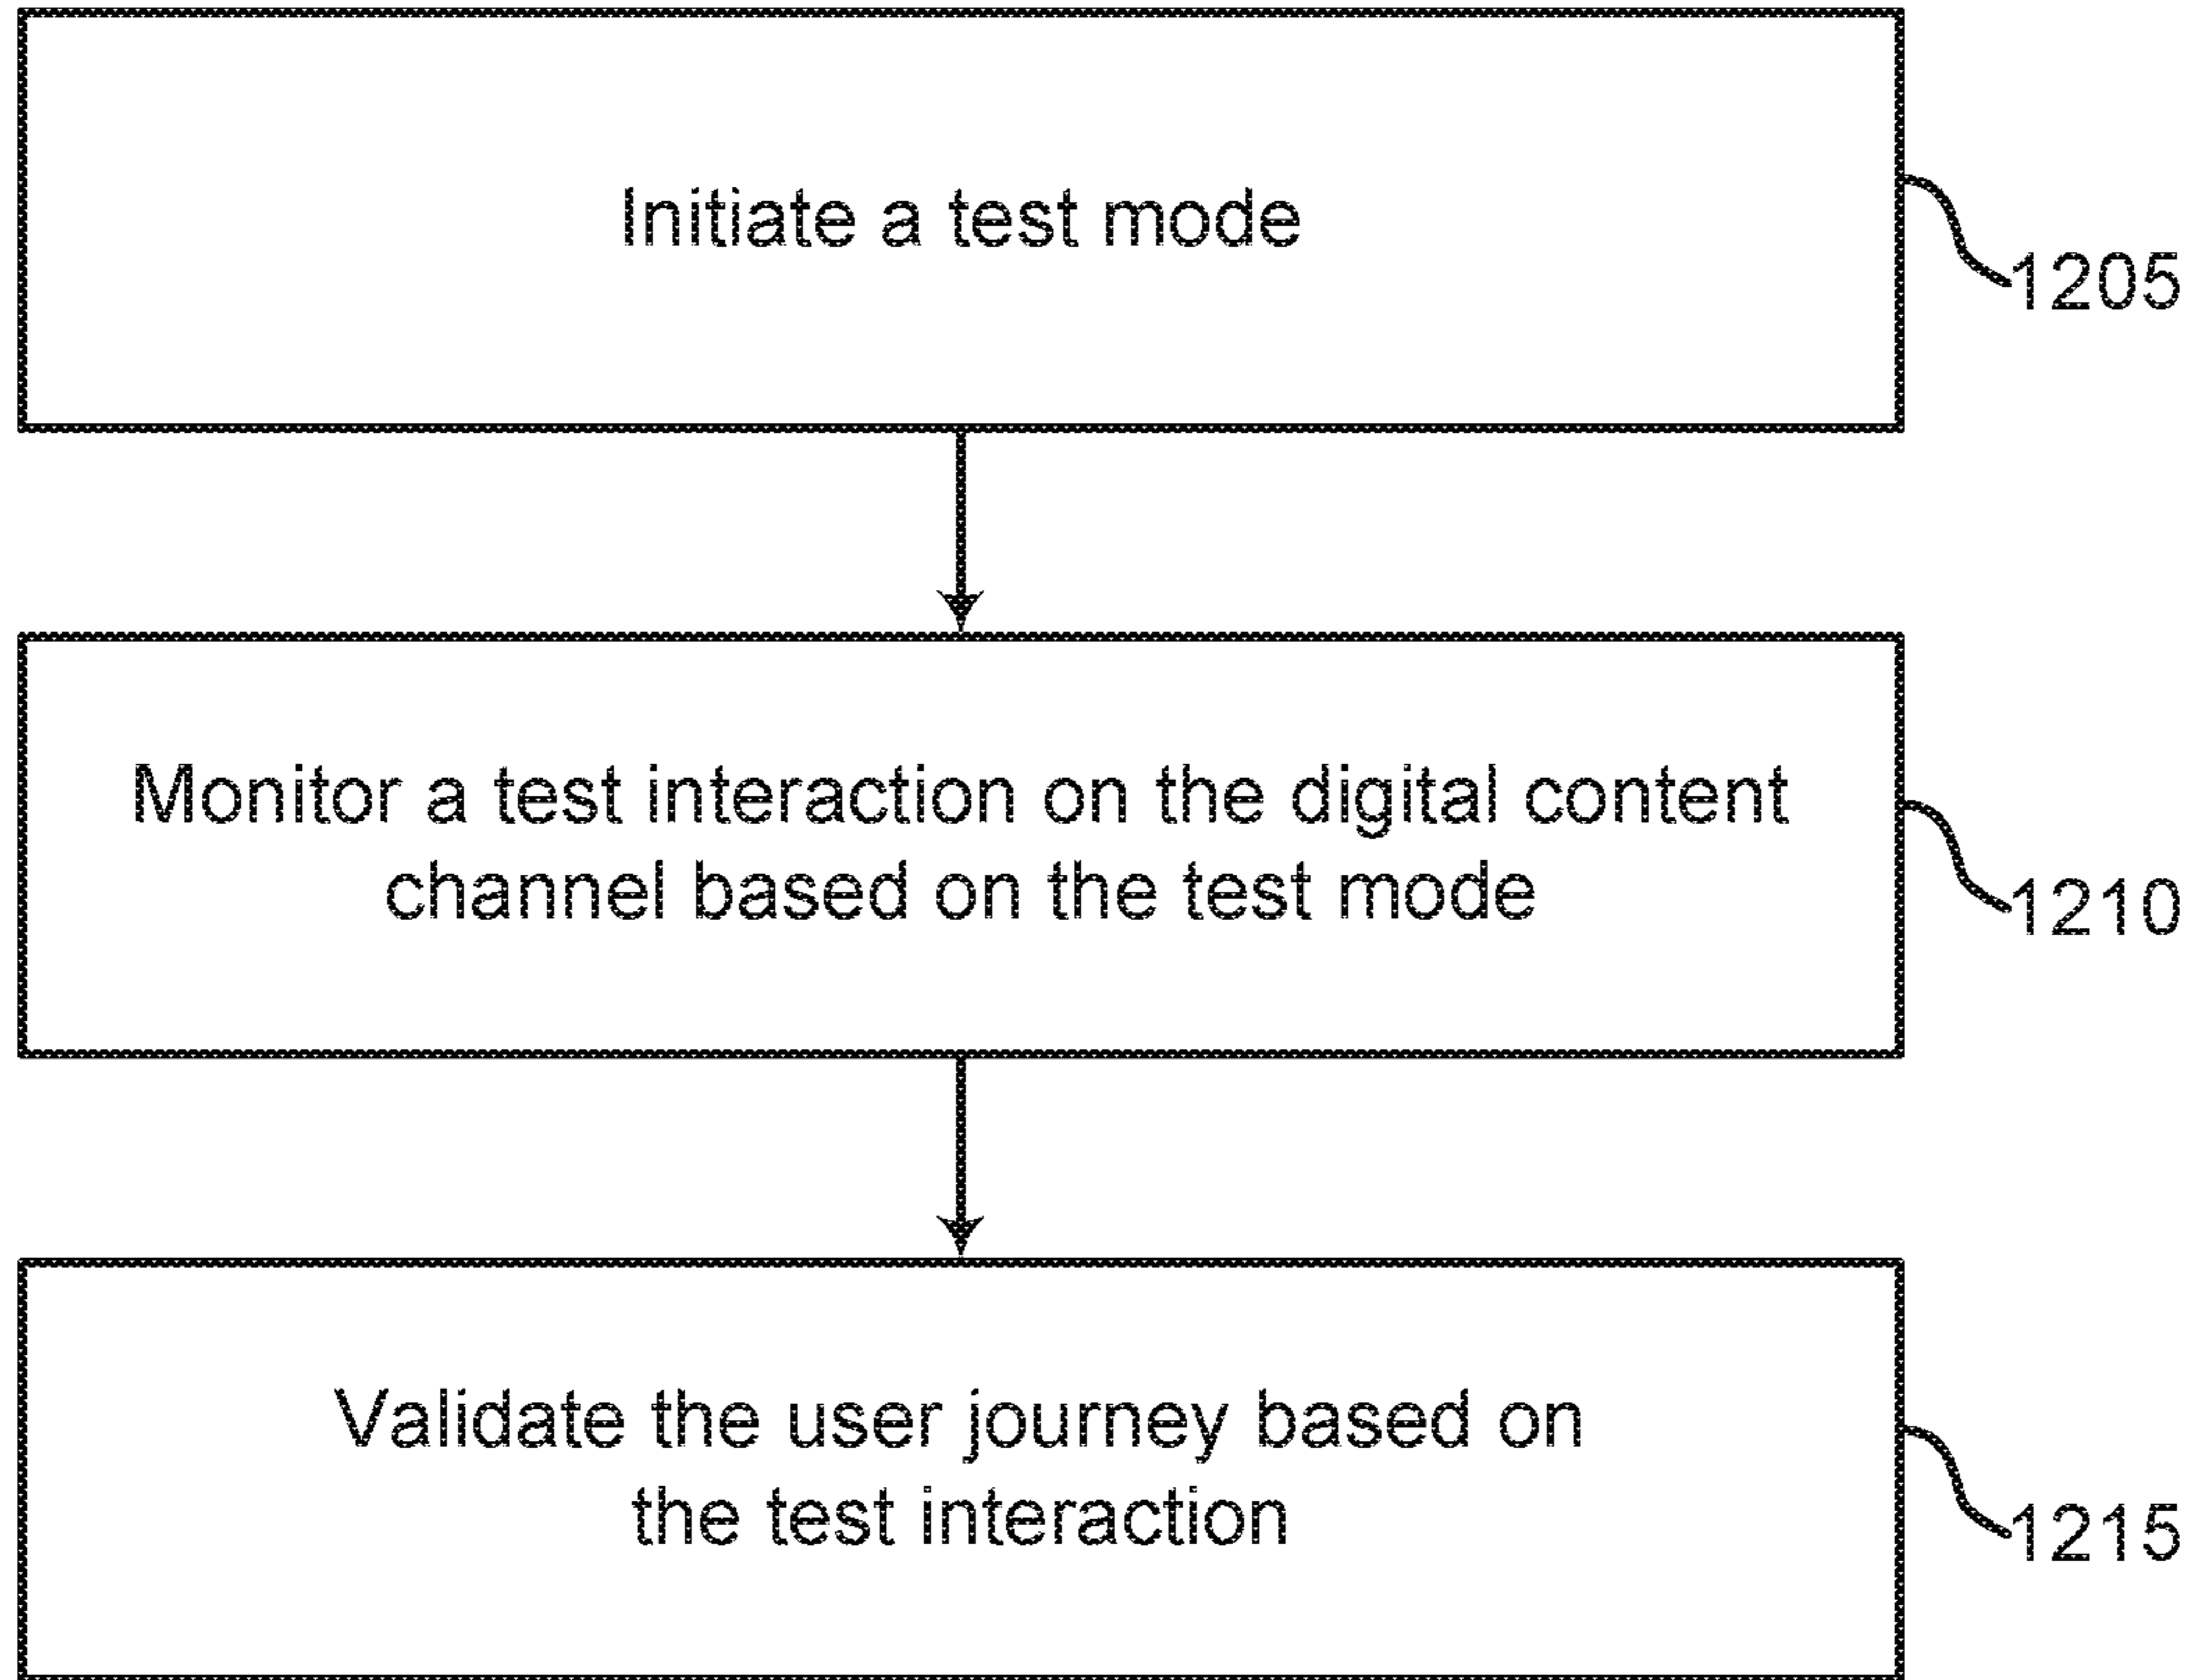 Initiate a test mode
1205
Monitor a test interaction on the digital content
channel based on the test mode
1210
Validate the user journey based on
the test interaction
1215